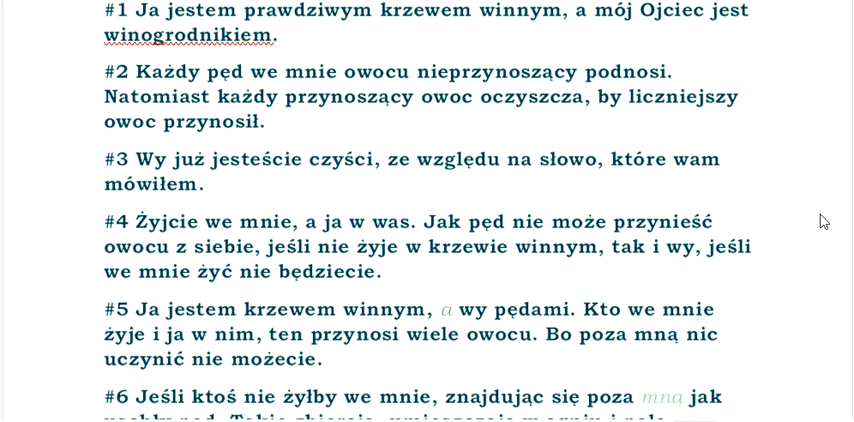 #1 Ja jestem prawdziwym krzewem winnym, a mój Ojciec jest
winogrodnikiem.
#2 Każdy pęd we mnie owocu nieprzynoszący podnosi.
Natomiast każdy przynoszący owoc oczyszcza, by liczniejszy
owoc przynosił.
#3 Wy już jesteście czyści, ze względu na słowo, które wam
mówiłem.
#4 Żyjcie we mnie, a ja w was. Jak pęd nie może przynieść
owocu z siebie, jeśli nie żyje w krzewie winnym, tak i wy, jeśli
we mnie żyć nie będziecie.
#5 Ja jestem krzewem winnym, a wy pędami. Kto we mnie
żyje i ja w nim, ten przynosi wiele owocu. Bo poza mną nic
uczynić nie możecie.
#6 Jeśli ktoś nie żyłby we mnie, znajdując się poza mną jak